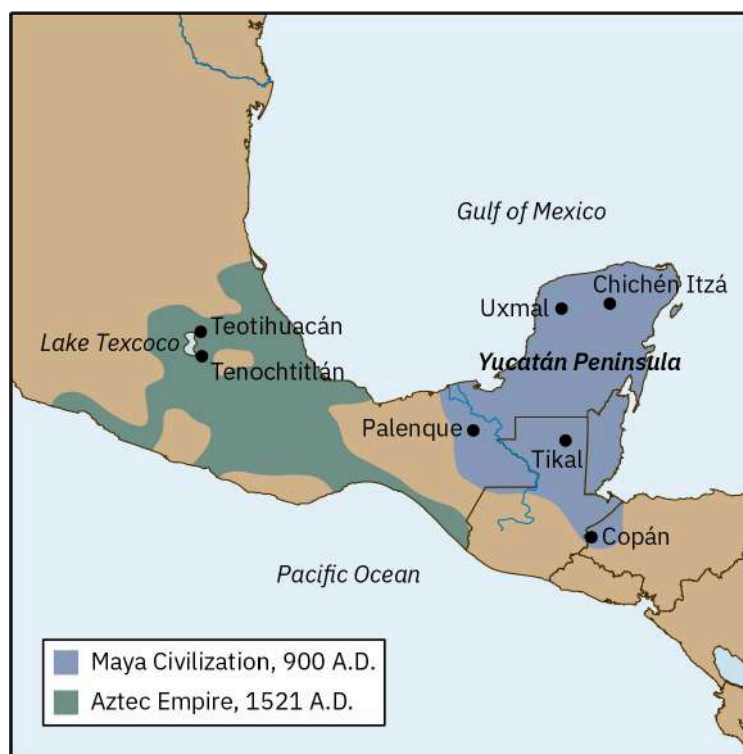 Gulf of Mexico
Chichén Itzá
Uxmal
Teotihuacán
Lake Texcoco
Yucatán Peninsula
Tenochtitlán
Palenque
Tikal
Copán
Pacific Ocean
Maya Civilization, 900 A.D.
Aztec Empire, 1521 A.D.